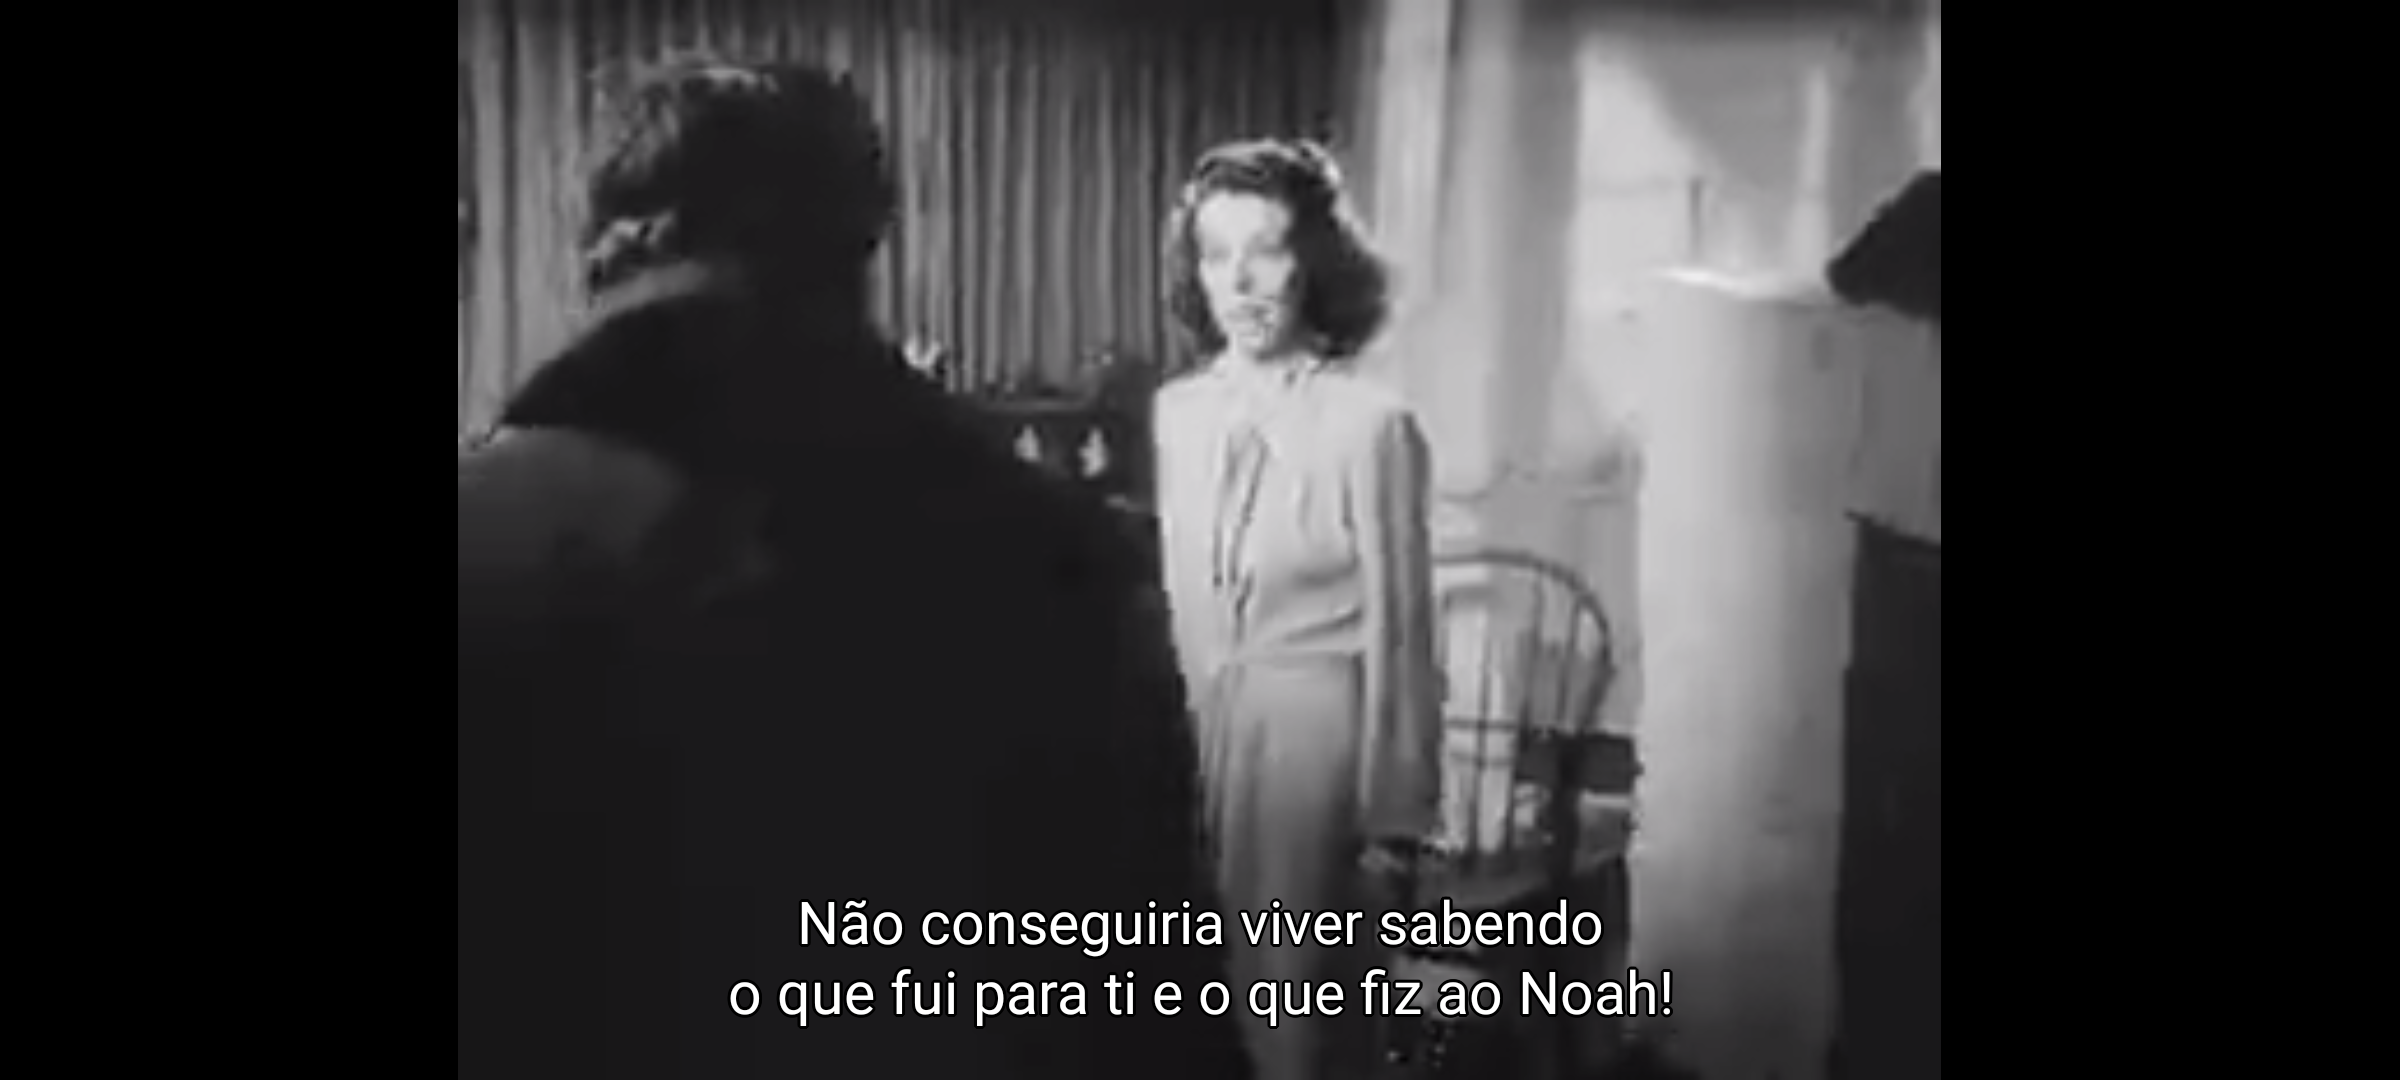 Não conseguiria viver sabendo
o que fui para ti e o que fiz ao Noah!